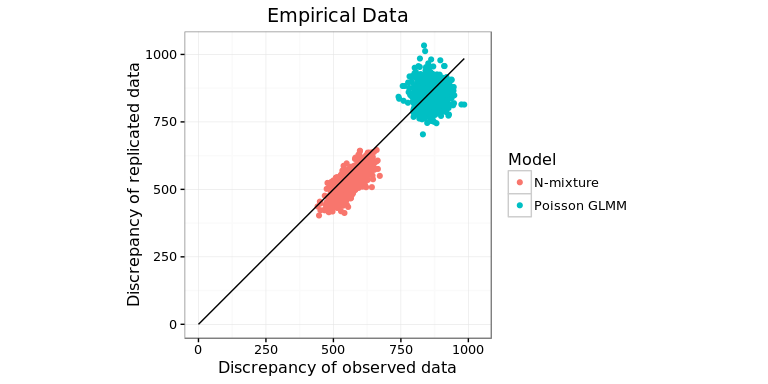 Empirical Data
Discrepancy of replicated data
1000
750
500
250
0
0 250 500 750 1000
Discrepancy of observed data
Model
N-mixture
Poisson GLMM